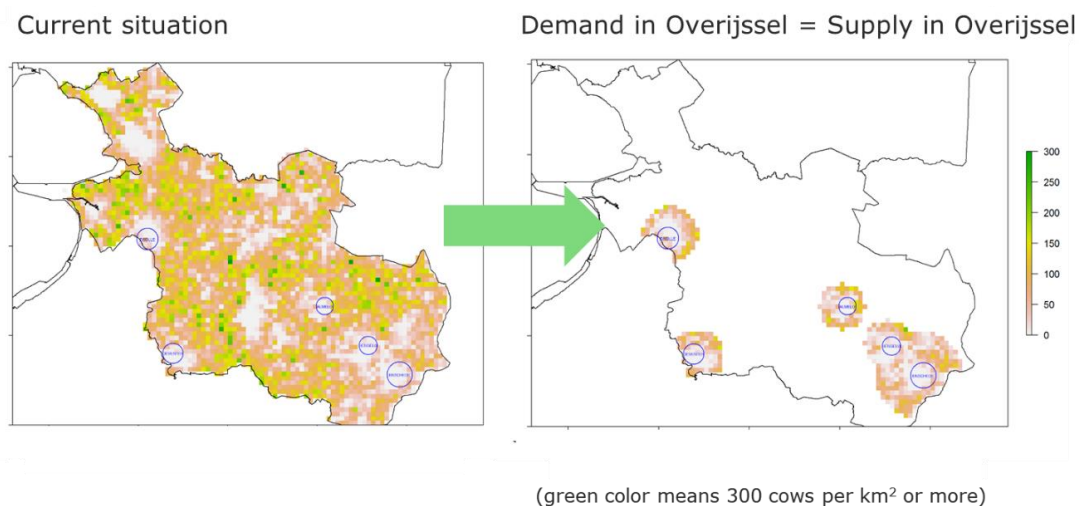 Current situation
Demand in Overijssel = Supply in Overijssel
300
250
200
150
100
50
0
(green color means 300 cows per km² or more)